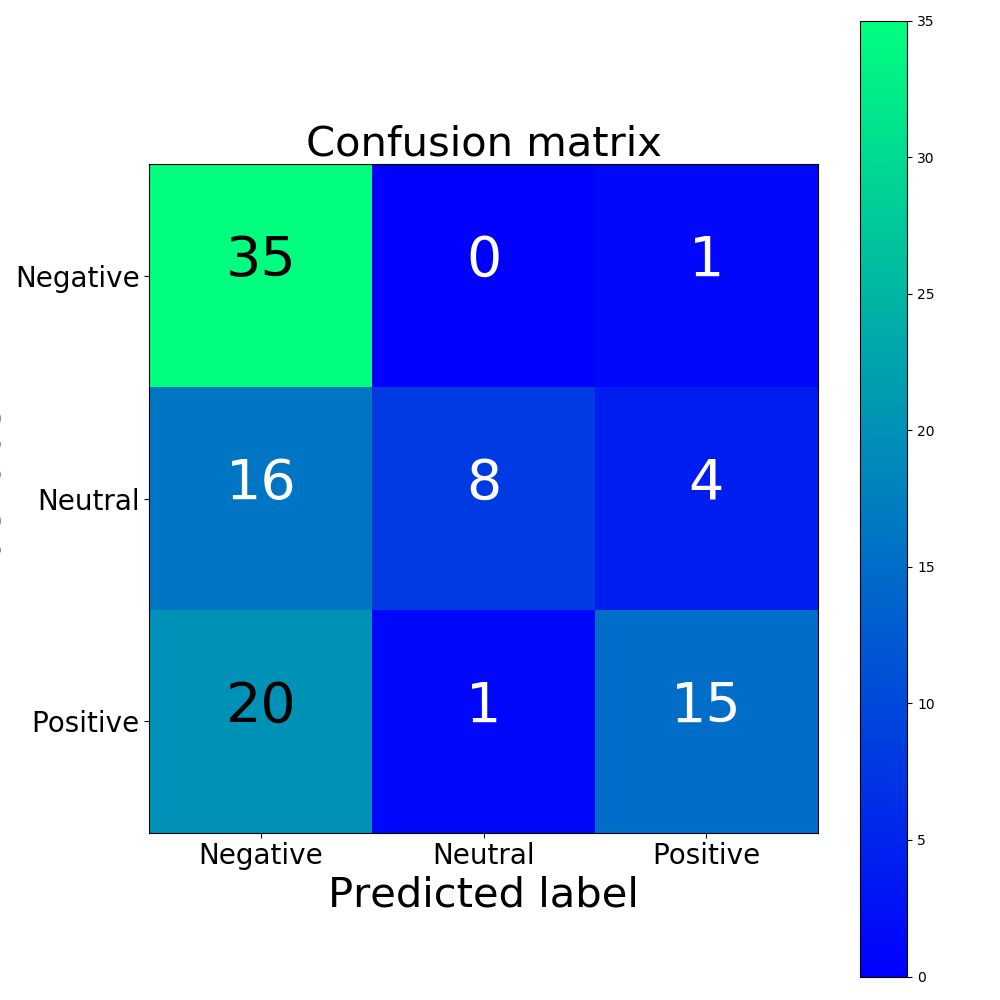 Confusion matrix
Negative 35 0 1
Neutral 16 8 4
Positive 20 1 15
Negative Neutral Positive
Predicted label
35
30
25
20
15
10
5
0